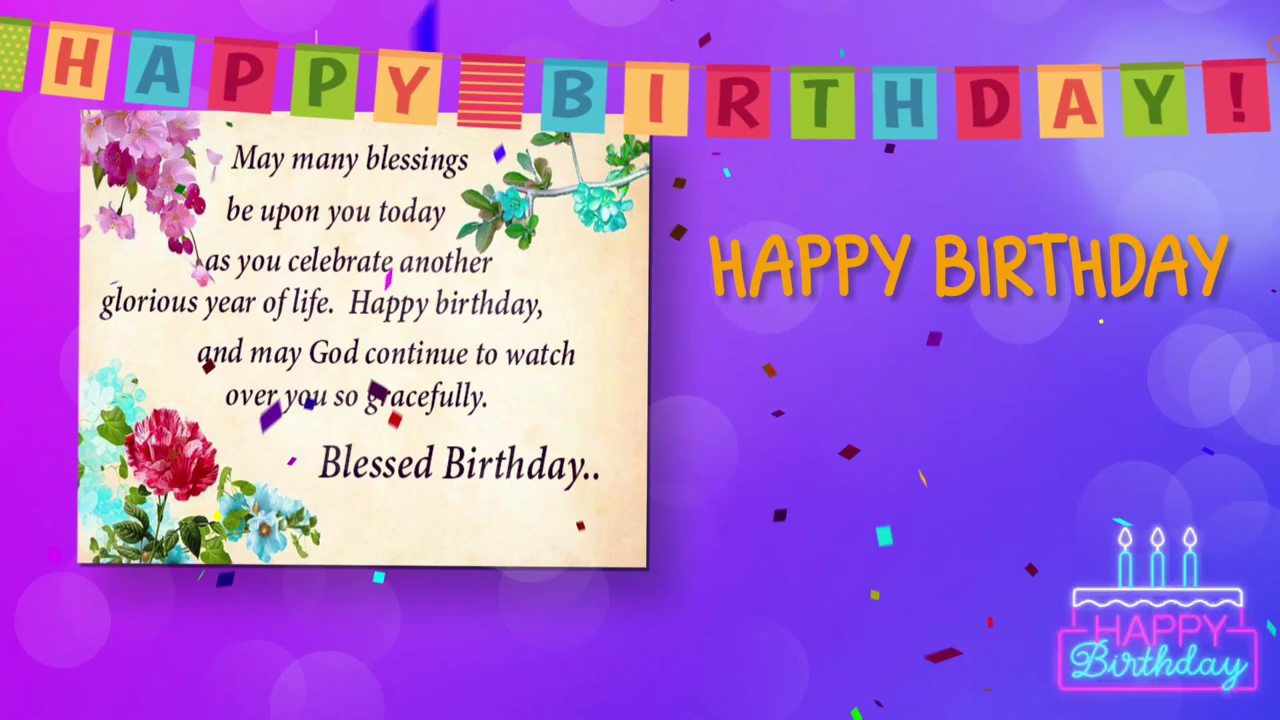 HAPPY BIRTHDAY!
May many blessings
be upon you today
as you celebrate another
glorious year of life. Happy birthday,
and may God continue to watch
over you so gracefully.
Blessed Birthday..
HAPPY BIRTHDAY
HAPPY
Birthday